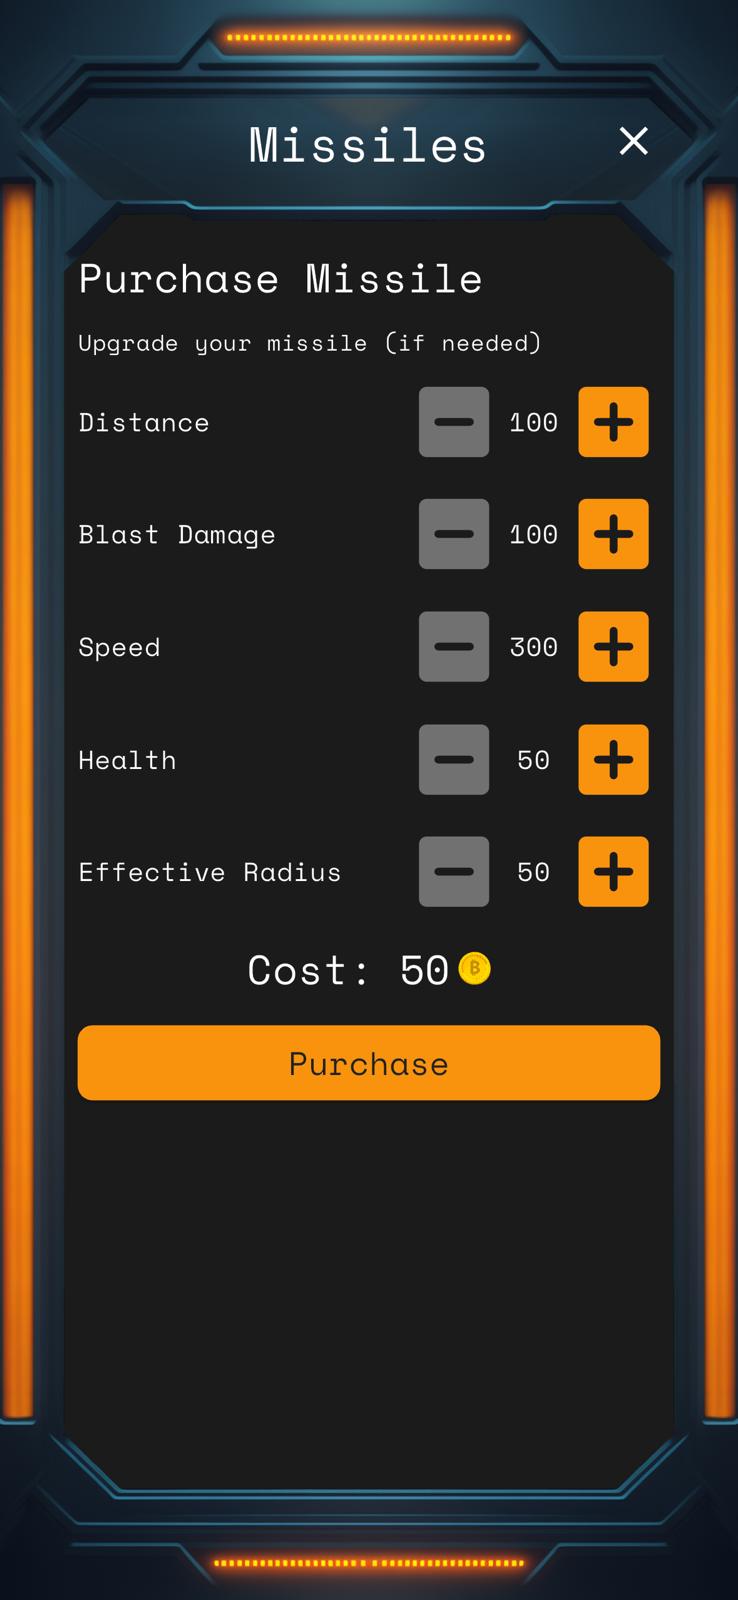 Missiles
Purchase Missile
Upgrade your missile (if needed)
Distance 100
Blast Damage 100
Speed 300
Health 50
Effective Radius 50
Cost: 50
Purchase